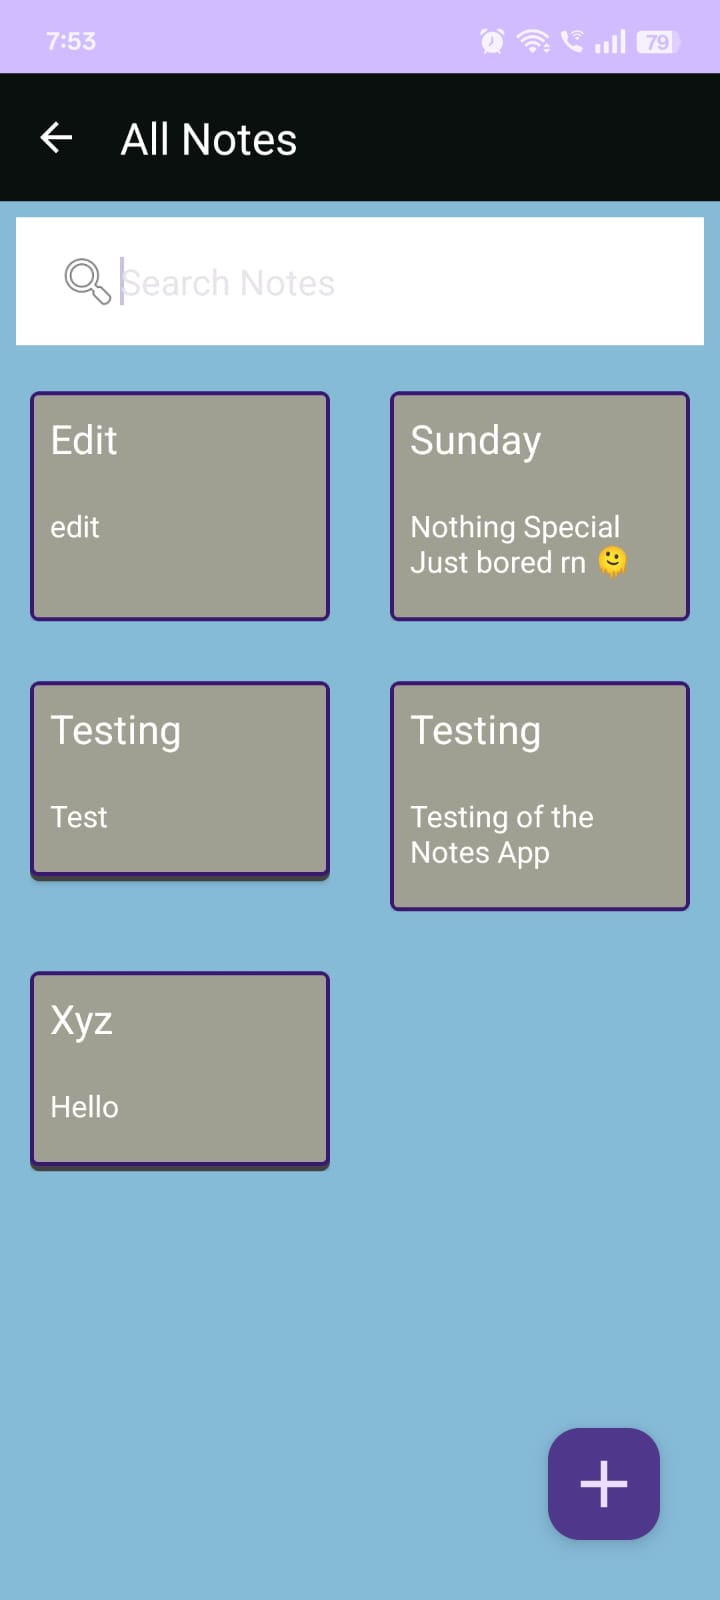 7:53
79
All Notes
Search Notes
Edit
edit
Sunday
Nothing Special
Just bored rn 🫠
Testing
Test
Testing
Testing of the
Notes App
Xyz
Hello